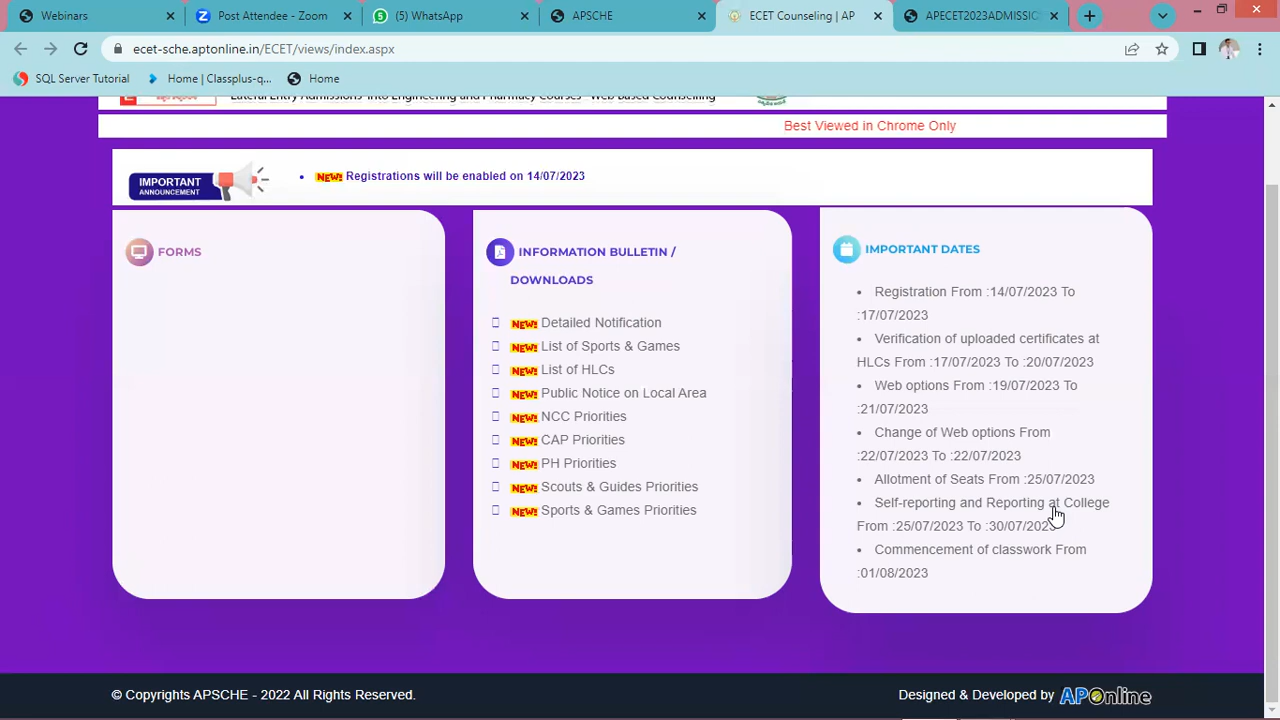 Webinars
Post Attendee - Zoom
(5) WhatsApp
APSCHE
ECET Counseling | AP
APECET2023ADMISSIO
ecet-sche.aptonline.in/ECET/views/index.aspx
SQL Server Tutorial
Home | Classplus-q...
Home
Lateral Entry Admissions Into Engineering and Pharmacy Courses - Web Based Counselling
Best Viewed in Chrome Only
IMPORTANT
ANNOUNCEMENT
• NEW! Registrations will be enabled on 14/07/2023
FORMS
INFORMATION BULLETIN /
DOWNLOADS
NEW! Detailed Notification
NEW! List of Sports & Games
NEW! List of HLCs
NEW! Public Notice on Local Area
NEW! NCC Priorities
NEW! CAP Priorities
NEW! PH Priorities
NEW! Scouts & Guides Priorities
NEW! Sports & Games Priorities
IMPORTANT DATES
• Registration From :14/07/2023 To
:17/07/2023
• Verification of uploaded certificates at
HLCs From :17/07/2023 To :20/07/2023
• Web options From :19/07/2023 To
:21/07/2023
• Change of Web options From
:22/07/2023 To :22/07/2023
• Allotment of Seats From :25/07/2023
• Self-reporting and Reporting at College
From :25/07/2023 To :30/07/2023
• Commencement of classwork From
:01/08/2023
© Copyrights APSCHE - 2022 All Rights Reserved.
Designed & Developed by APOnline